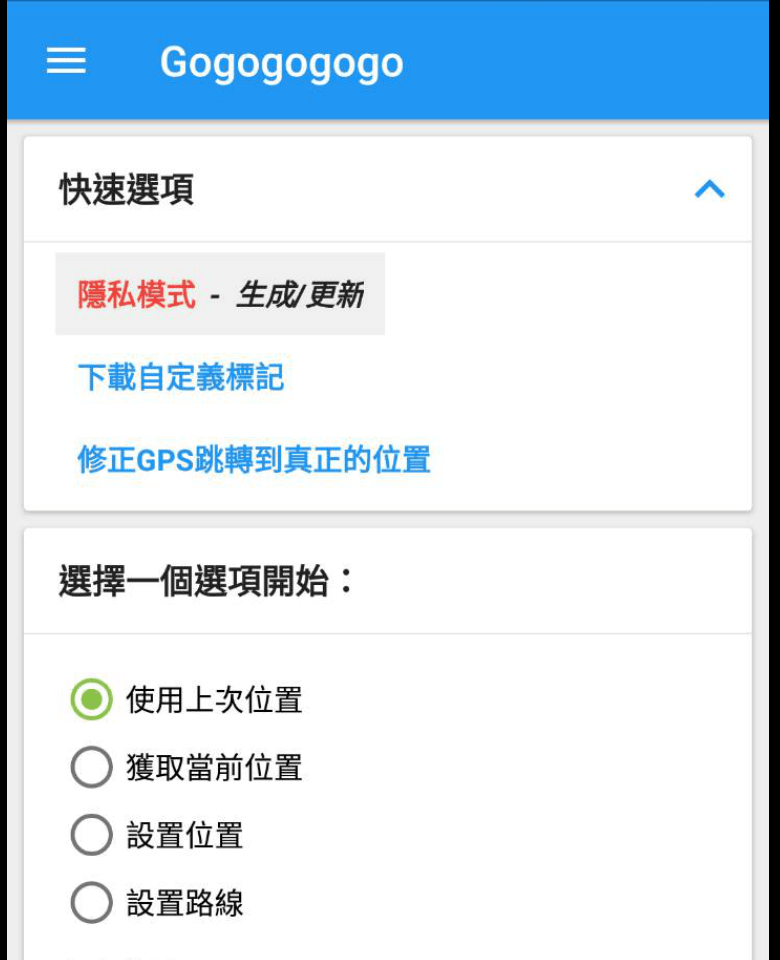 Gogogogogo
快速選項
隱私模式 - 生成/更新
下載自定義標記
修正GPS跳轉到真正的位置
選擇一個選項開始：
使用上次位置
獲取當前位置
設置位置
設置路線